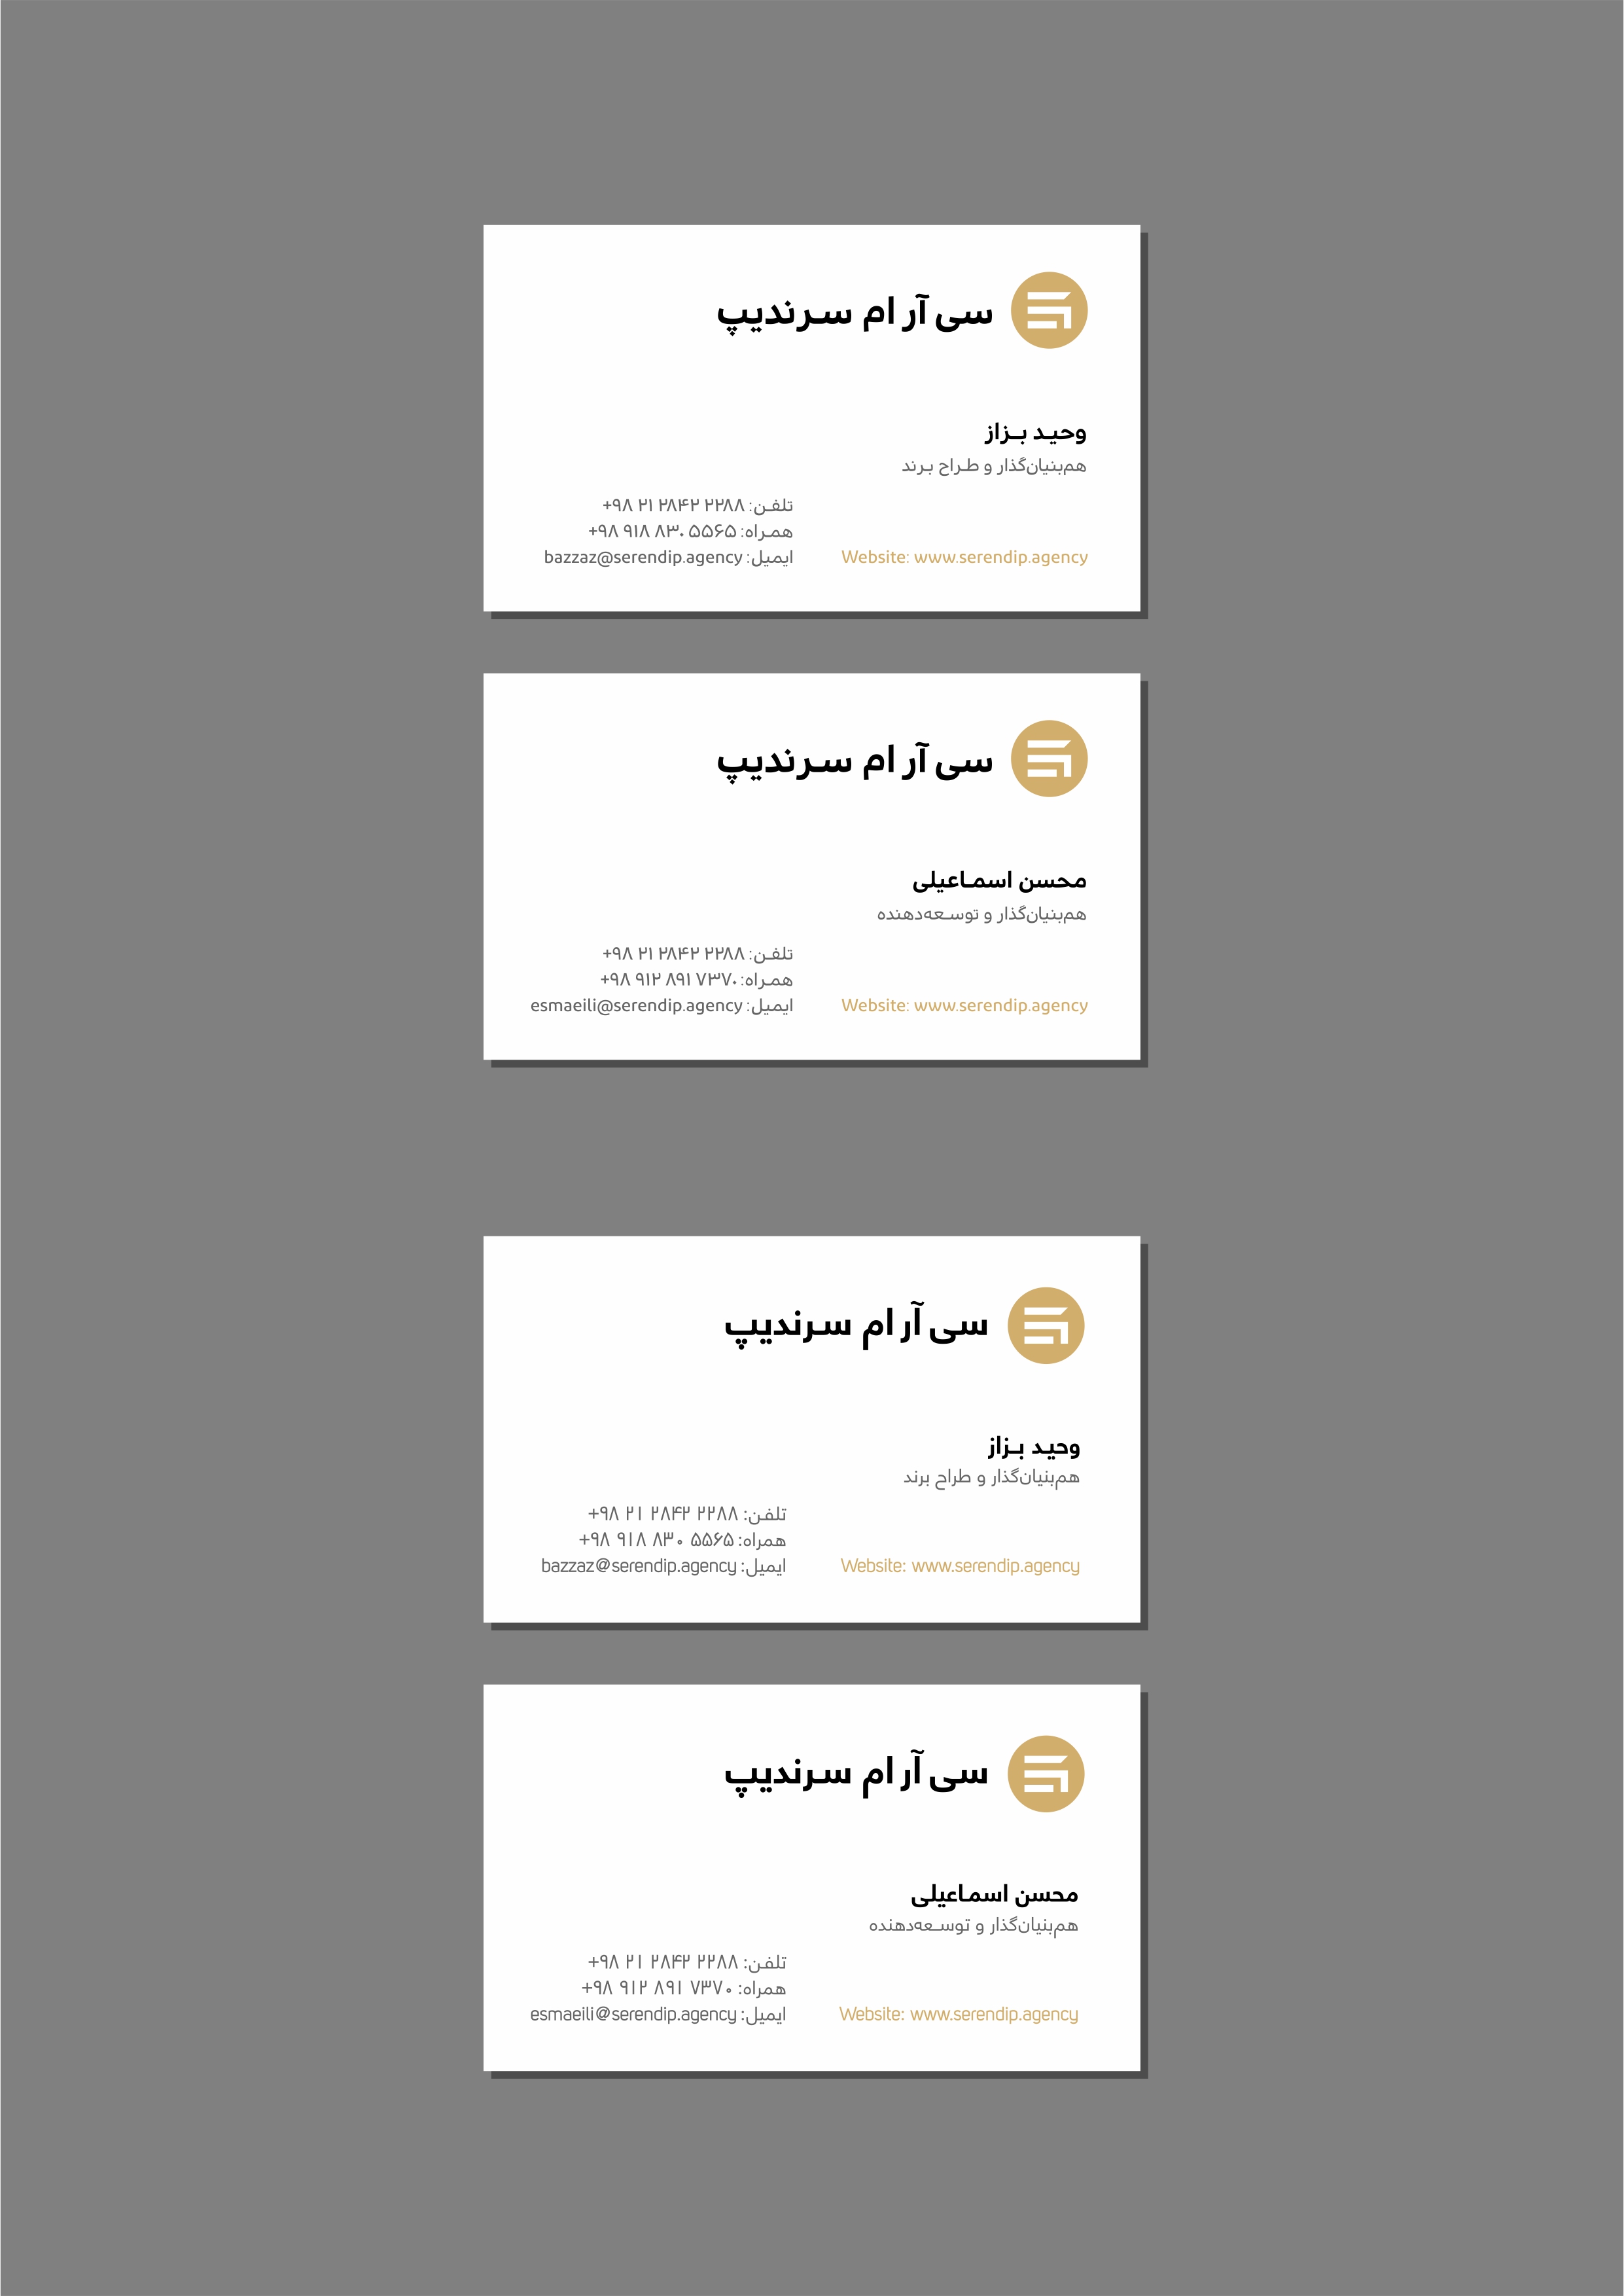 سی آر ام سرندیپ
وحید بزاز
هم‌بنیان‌گذار و طراح برند
تلفن: ۲۲۸۸ ۲۸۴۲ ۲۱ ۹۸+
همراه: ۵۵۶۵ ۸۳۰ ۹۱۸ ۹۸+
ایمیل: bazzaz@serendip.agency
Website: www.serendip.agency
سی آر ام سرندیپ
محسن اسماعیلی
هم‌بنیان‌گذار و توسعه‌دهنده
تلفن: ۲۲۸۸ ۲۸۴۲ ۲۱ ۹۸+
همراه: ۷۳۷۰ ۸۹۱ ۹۱۲ ۹۸+
ایمیل: esmaeili@serendip.agency
Website: www.serendip.agency
سی آر ام سرندیپ
وحید بزاز
هم‌بنیان‌گذار و طراح برند
تلفن: ۲۲۸۸ ۲۸۴۲ ۲۱ ۹۸+
همراه: ۵۵۶۵ ۸۳۰ ۹۱۸ ۹۸+
ایمیل: bazzaz@serendip.agency
Website: www.serendip.agency
سی آر ام سرندیپ
محسن اسماعیلی
هم‌بنیان‌گذار و توسعه‌دهنده
تلفن: ۲۲۸۸ ۲۸۴۲ ۲۱ ۹۸+
همراه: ۷۳۷۰ ۸۹۱ ۹۱۲ ۹۸+
ایمیل: esmaeili@serendip.agency
Website: www.serendip.agency